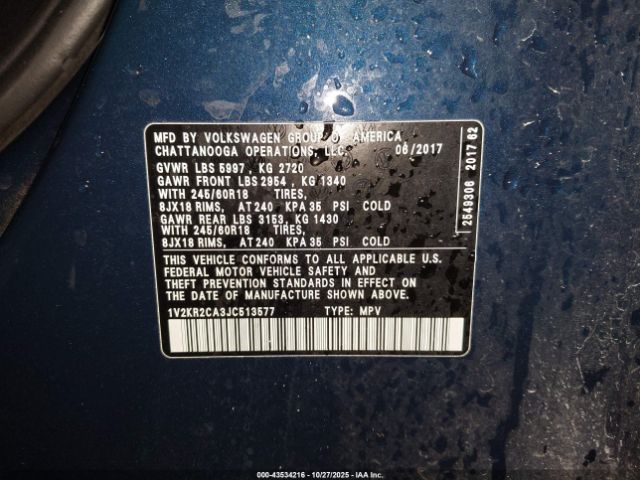 MFD BY VOLKSWAGEN GROUP OF AMERICA
CHATTANOOGA OPERATIONS, LLC. 06/2017
GVWR LBS 5997 , KG 2720
GAWR FRONT LBS 2954 , KG 1340
WITH 245/60R18 TIRES,
8JX18 RIMS, AT 240 KPA 35 PSI COLD
GAWR REAR LBS 3153, KG 1430
WITH 245/60R18 TIRES,
8JX18 RIMS, AT 240 KPA 35 PSI COLD
THIS VEHICLE CONFORMS TO ALL APPLICABLE U.S.
FEDERAL MOTOR VEHICLE SAFETY AND
THEFT PREVENTION STANDARDS IN EFFECT ON THE
DATE OF MANUFACTURE SHOWN ABOVE.
1V2KR2CA3JC513577 TYPE: MPV
2549306 2017 62
000-43534216 - 10/27/2025 - IAA Inc.